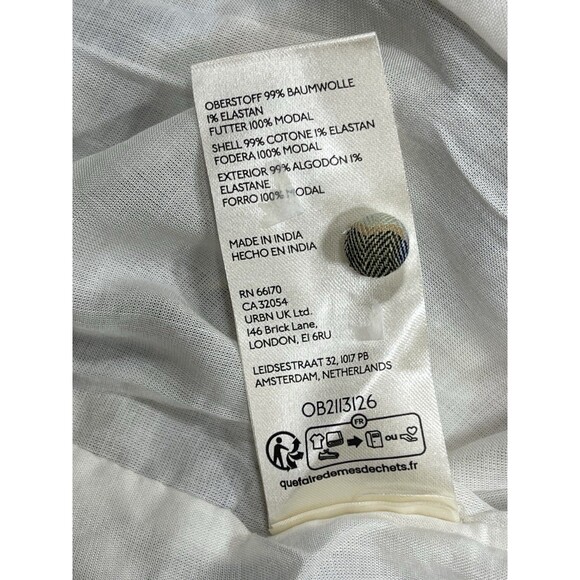 OBERSTOFF 99% BAUMWOLLE
1% ELASTAN
FUTTER 100% MODAL
SHELL 99% COTONE 1% ELASTAN
FODERA 100% MODAL
EXTERIOR 99% ALGODÓN 1%
ELASTANE
FORRO 100% MODAL
MADE IN INDIA
HECHO EN INDIA
RN 66170
CA 32054
URBN UK Ltd.
146 Brick Lane,
LONDON, E1 6RU
LEIDSESTRAAT 32, 1017 PB
AMSTERDAM, NETHERLANDS
OB2113126
FR
OU
quefairedemesdechets.fr